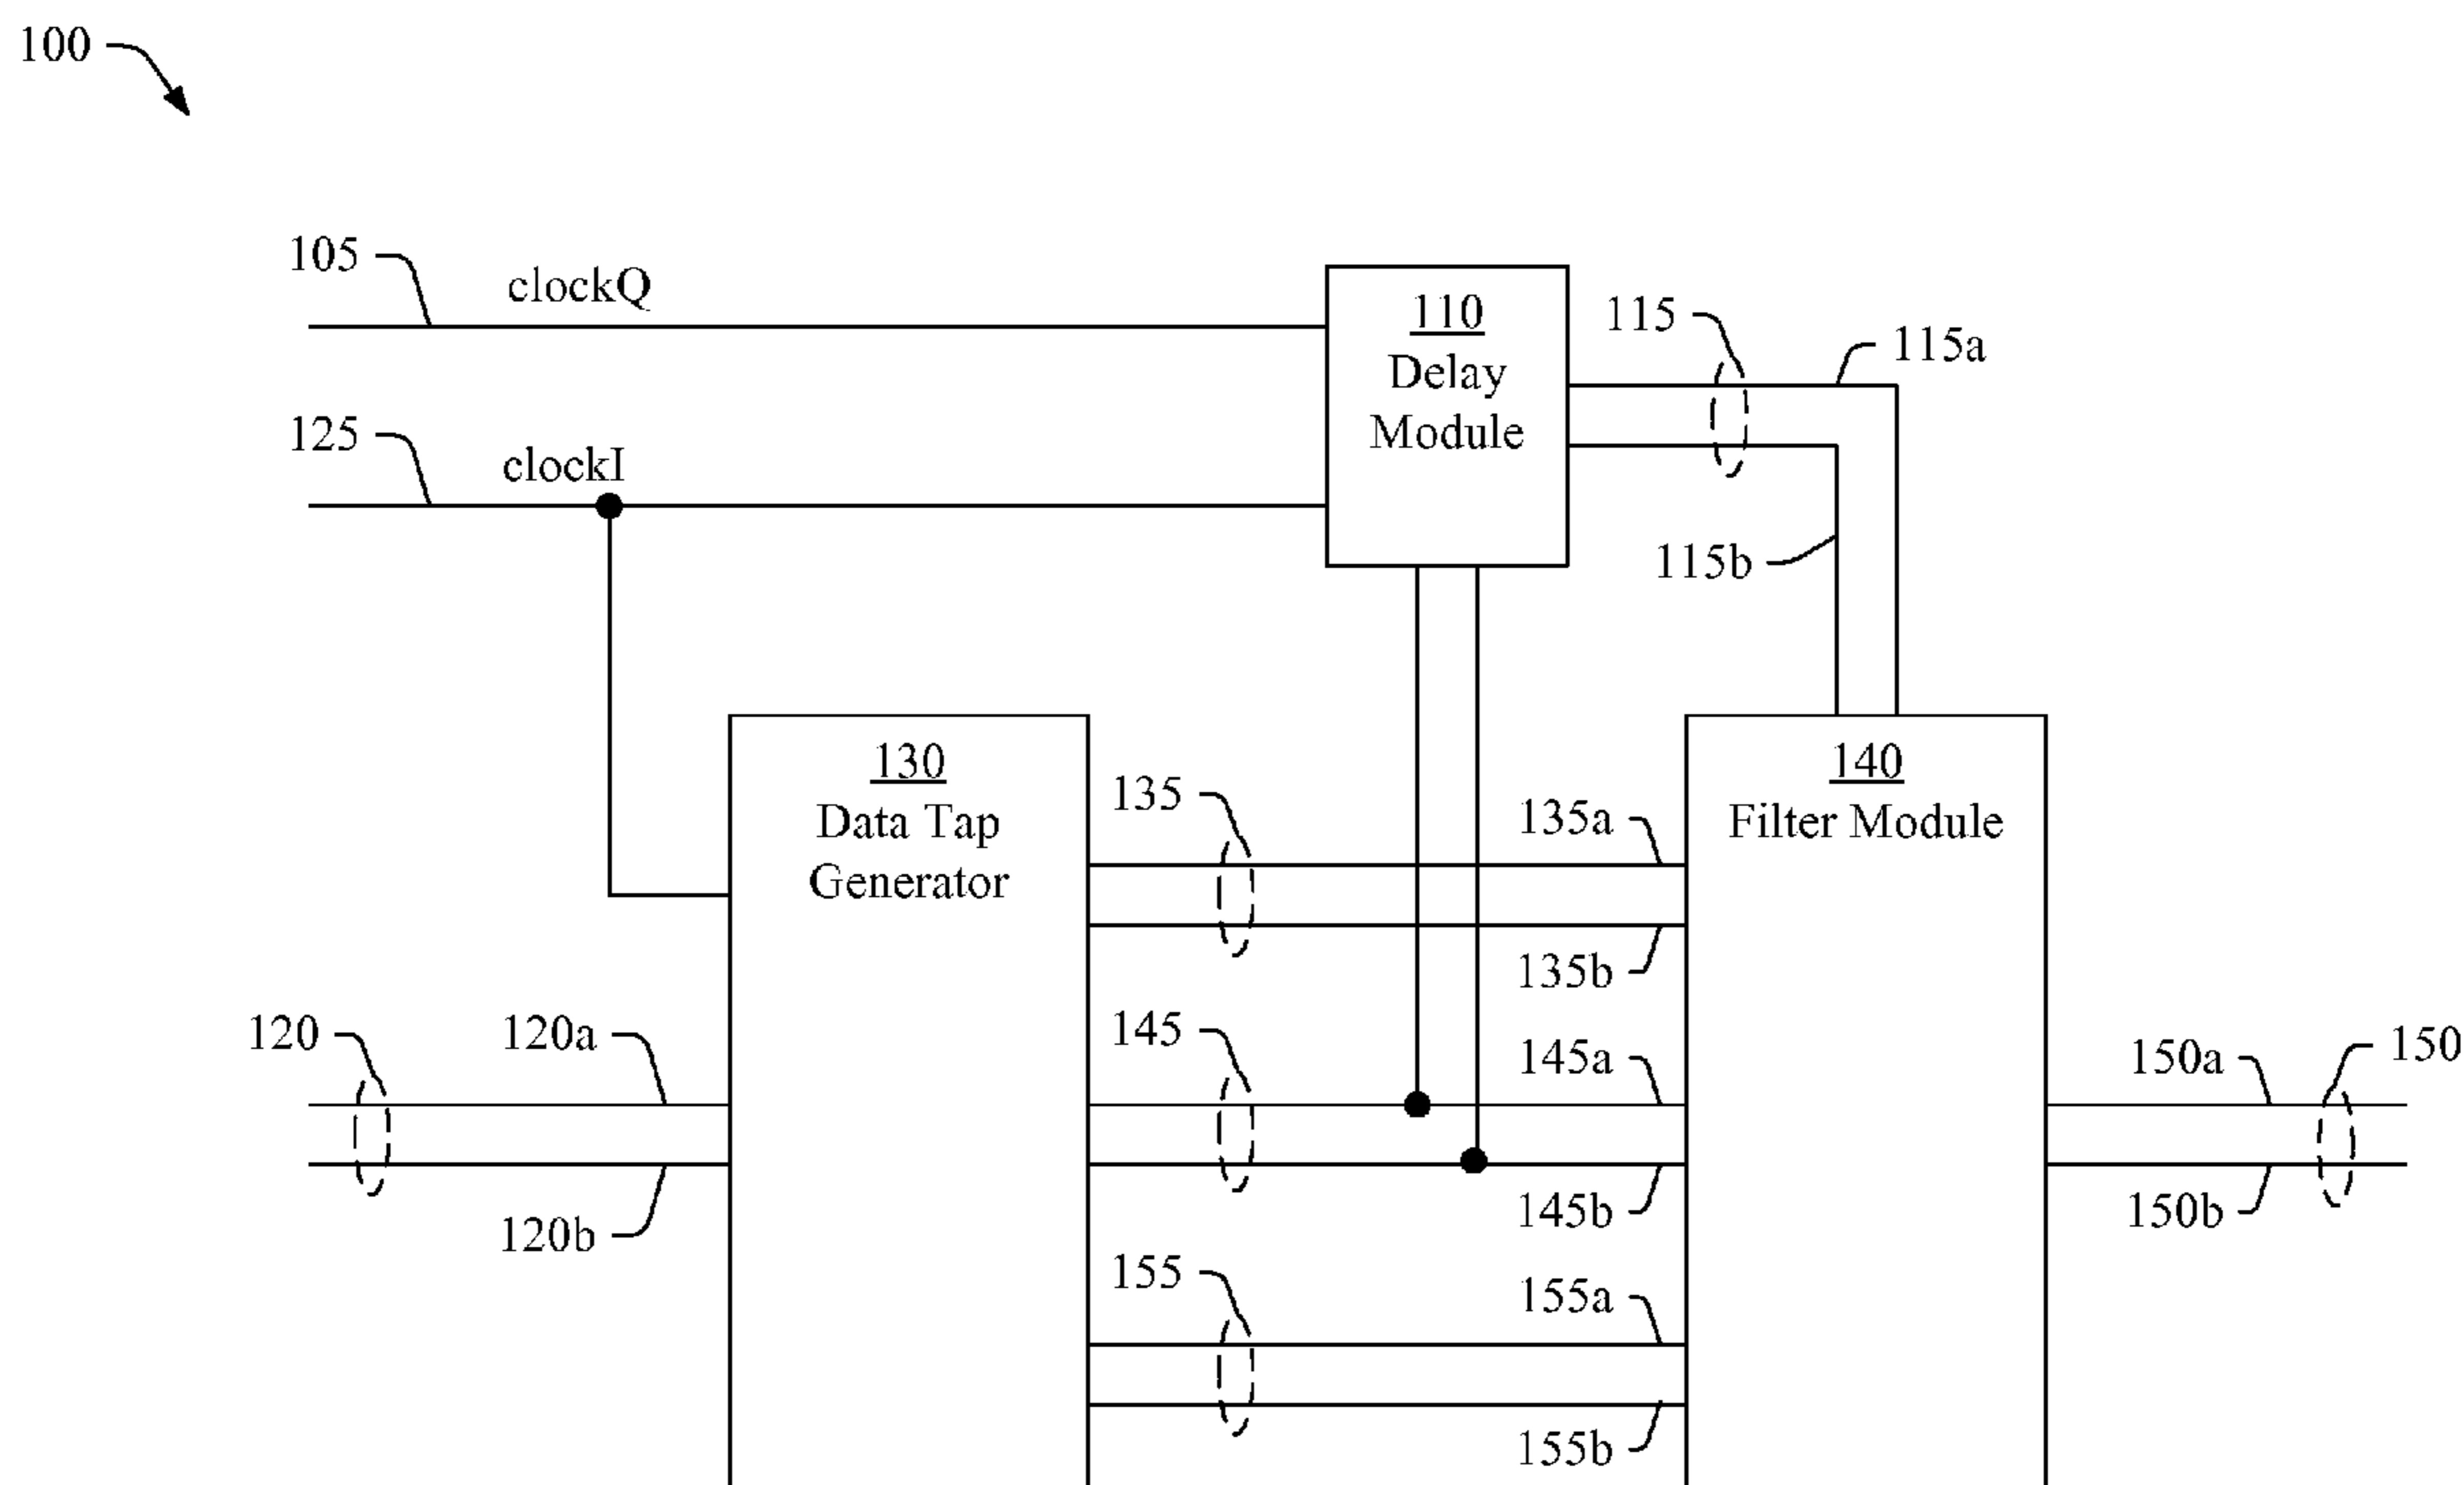 100
105
clockQ
110
Delay
Module
115
115a
125
clockI
115b
130
Data Tap
Generator
140
Filter Module
135
135a
135b
120
120a
145
145a
150a
150
120b
145b
150b
155
155a
155b